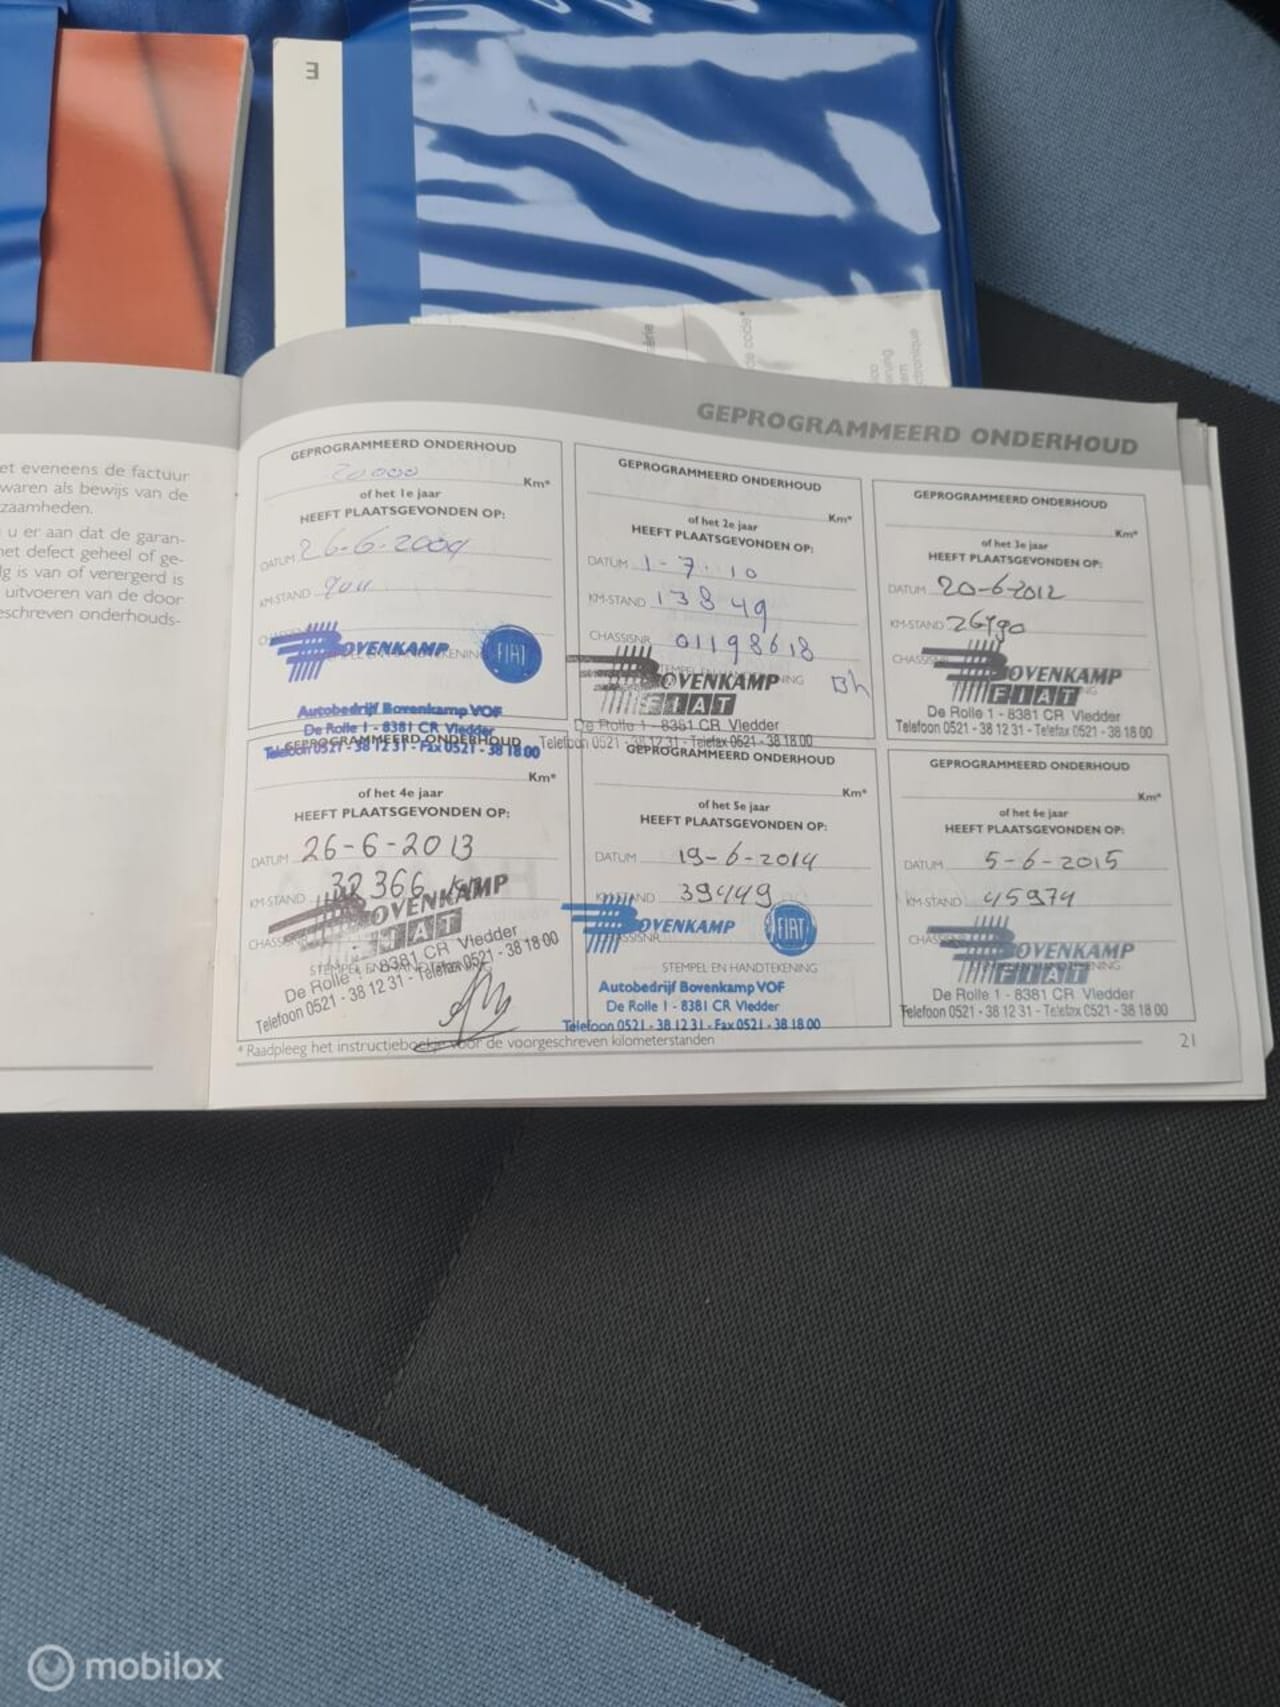 E
de code*
ctronique
et eveneens de factuur
waren als bewijs van de
zaamheden.
u er aan dat de garan-
net defect geheel of ge-
lg is van of verergerd is
uitvoeren van de door
eschreven onderhouds-
GEPROGRAMMEERD ONDERHOUD
GEPROGRAMMEERD ONDERHOUD
20000 Km*
of het 1e jaar
HEEFT PLAATSGEVONDEN OP:
DATUM 26-6-2009
KM-STAND
BOVENKAMP FIAT
Autobedrijf Bovenkamp VOF
De Rolle 1 - 8381 CR Vledder
Telefoon 0521 - 38 12 31 - Fax 0521 - 38 18 00
GEPROGRAMMEERD ONDERHOUD
Km*
of het 2e jaar
HEEFT PLAATSGEVONDEN OP:
DATUM 1-7-10
KM-STAND 13849
CHASSISNR. 01198618
BOVENKAMP
FIAT
De Rolle 1 - 8381 CR Vledder
Telefoon 0521 - 38 12 31 - Telefax 0521 - 38 18 00
GEPROGRAMMEERD ONDERHOUD
Km*
of het 3e jaar
HEEFT PLAATSGEVONDEN OP:
DATUM 20-6-2012
KM-STAND
CHASSISNR.
BOVENKAMP
FIAT
De Rolle 1 - 8381 CR Vledder
Telefoon 0521 - 38 12 31 - Telefax 0521 - 38 18 00
GEPROGRAMMEERD ONDERHOUD
Km*
of het 4e jaar
HEEFT PLAATSGEVONDEN OP:
DATUM 26-6-2013
KM-STAND 32366 km
BOVENKAMP
FIAT
STEMPEL EN HANDTEKENING
De Rolle 1 - 8381 CR Vledder
Telefoon 0521 - 38 12 31 - Telefax 0521 - 38 18 00
GEPROGRAMMEERD ONDERHOUD
Km*
of het 5e jaar
HEEFT PLAATSGEVONDEN OP:
DATUM 19-6-2014
KM-STAND 39449
BOVENKAMP FIAT
STEMPEL EN HANDTEKENING
Autobedrijf Bovenkamp VOF
De Rolle 1 - 8381 CR Vledder
Telefoon 0521 - 38 12 31 - Fax 0521 - 38 18 00
GEPROGRAMMEERD ONDERHOUD
Km*
of het 6e jaar
HEEFT PLAATSGEVONDEN OP:
DATUM 5-6-2015
KM-STAND 45974
BOVENKAMP
FIAT
De Rolle 1 - 8381 CR Vledder
Telefoon 0521 - 38 12 31 - Telefax 0521 - 38 18 00
* Raadpleeg het instructieboekje voor de voorgeschreven kilometerstanden
21
mobilox